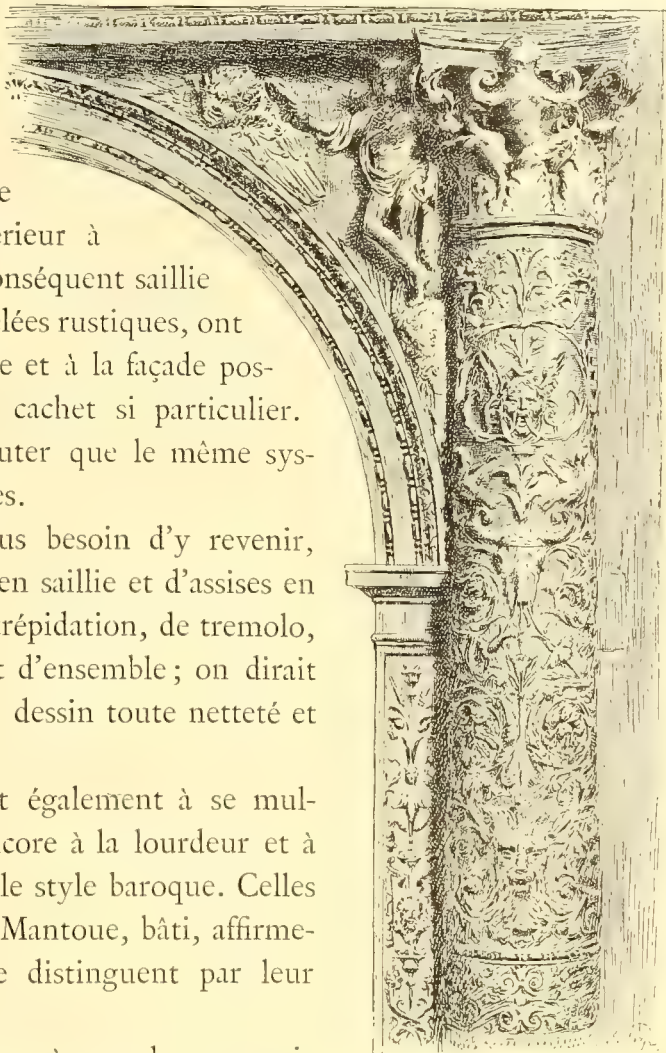 e
érieur à
onséquent saillie
lées rustiques, ont
e et à la façade pos-
cachet si particulier.
uter que le même sys-
es.
us besoin d'y revenir,
en saillie et d'assises en
répidation, de tremolo,
t d'ensemble; on dirait
dessin toute netteté et
t également à se mul-
core à la lourdeur et à
le style baroque. Celles
Mantoue, bâti, affirme-
e distinguent par leur